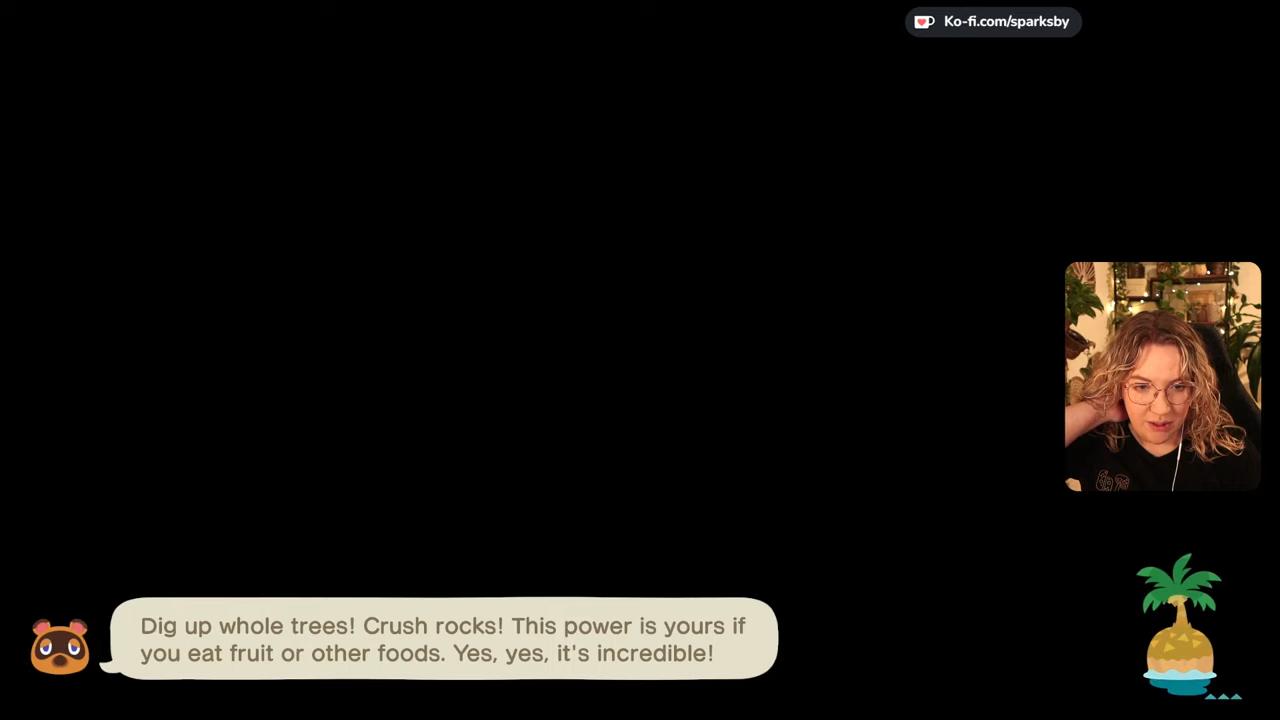 Ko-fi.com/sparksby
Dig up whole trees! Crush rocks! This power is yours if
you eat fruit or other foods. Yes, yes, it's incredible!